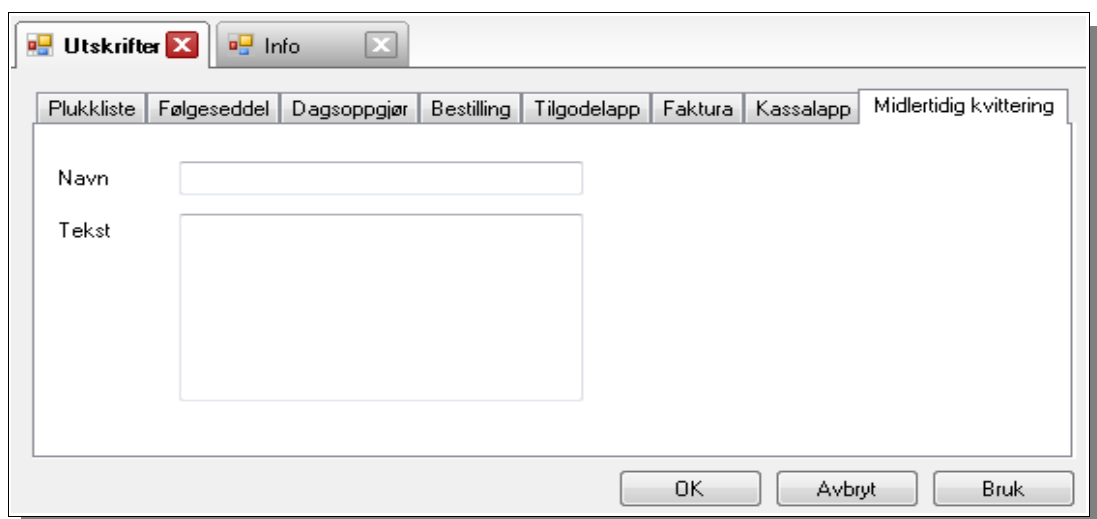 Utskrifter Info
Plukkliste Følgeseddel Dagsoppgjør Bestilling Tilgodelapp Faktura Kassalapp Midlertidig kvittering
Navn
Tekst
OK Avbryt Bruk